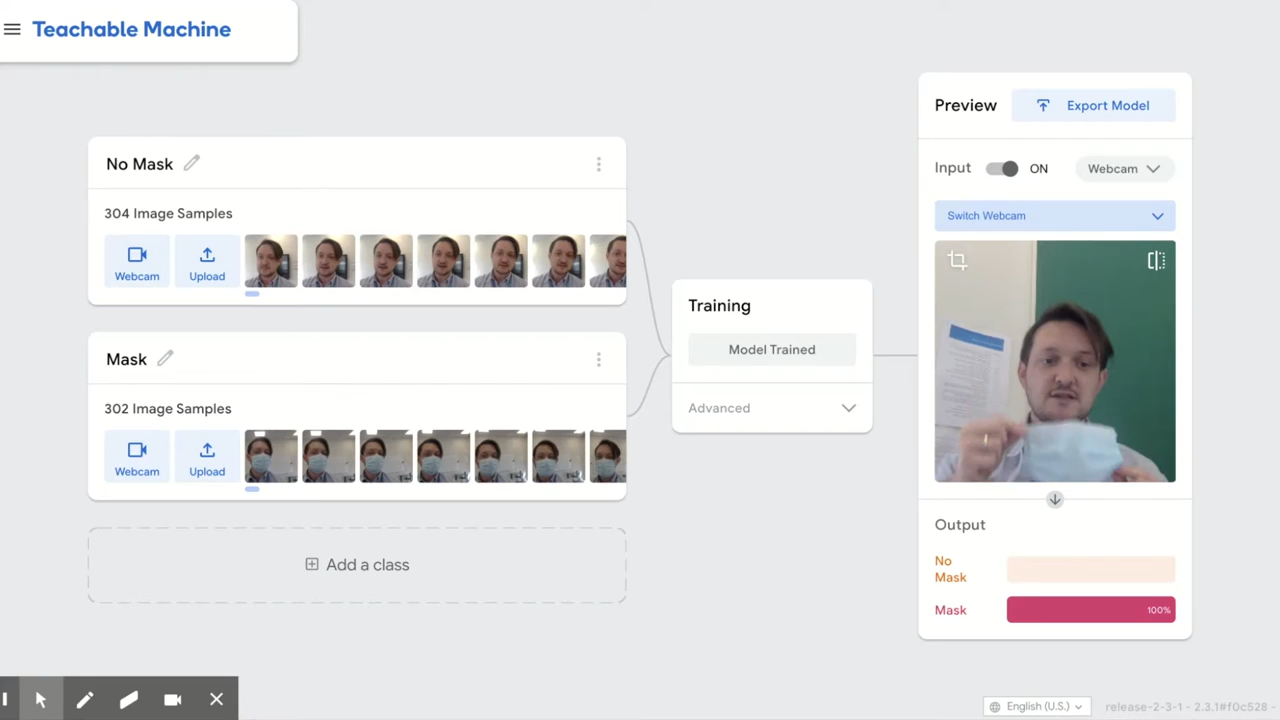 Teachable Machine
No Mask
304 Image Samples
Webcam
Upload
Mask
302 Image Samples
Webcam
Upload
Add a class
Training
Model Trained
Advanced
Preview
Export Model
Input
ON
Webcam
Switch Webcam
Output
No
Mask
Mask
100%
English (U.S.)
release-2-3-1 - 2.3.1#f0c528 -